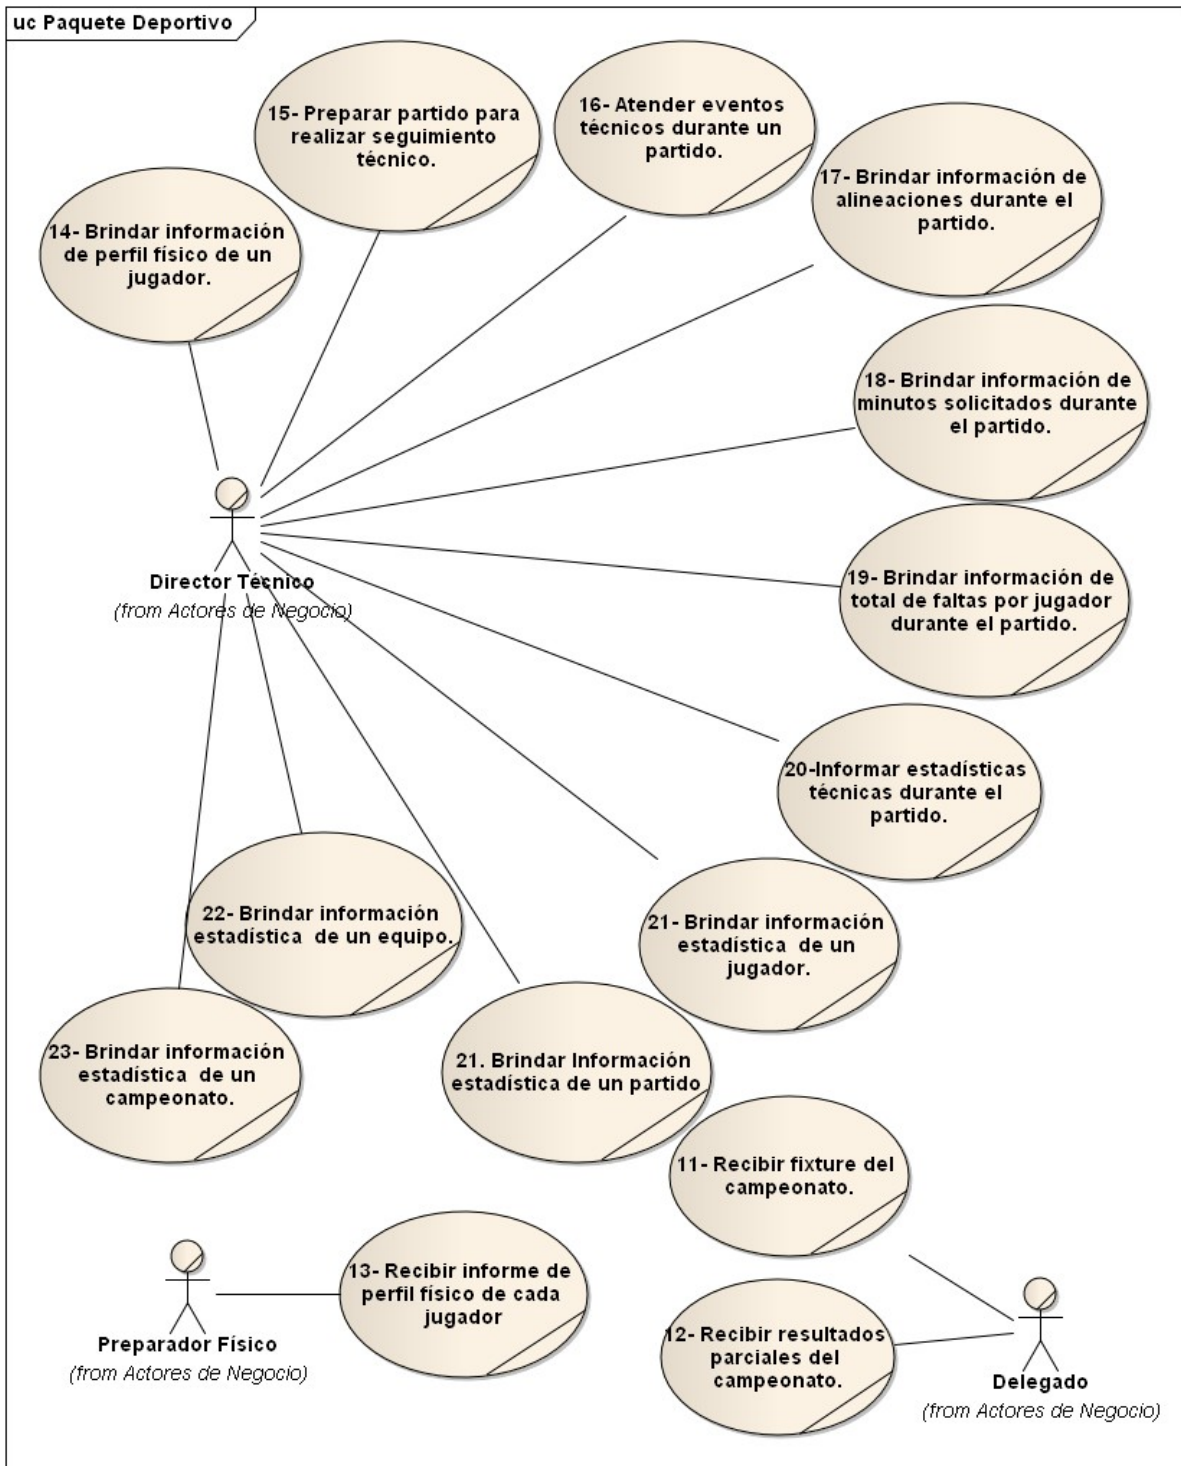 uc Paquete Deportivo
15- Preparar partido para
realizar seguimiento
técnico.
16- Atender eventos
técnicos durante un
partido.
17- Brindar información de
alineaciones durante el
partido.
14- Brindar información
de perfil físico de un
jugador.
18- Brindar información de
minutos solicitados durante
el partido.
Director Técnico
(from Actores de Negocio)
19- Brindar información de
total de faltas por jugador
durante el partido.
20-Informar estadísticas
técnicas durante el
partido.
22- Brindar información
estadística  de un equipo.
21- Brindar información
estadística  de un
jugador.
23- Brindar información
estadística  de un
campeonato.
21. Brindar Información
estadística de un partido
11- Recibir fixture del
campeonato.
13- Recibir informe de
perfil físico de cada
jugador
Preparador Físico
(from Actores de Negocio)
12- Recibir resultados
parciales del
campeonato.
Delegado
(from Actores de Negocio)